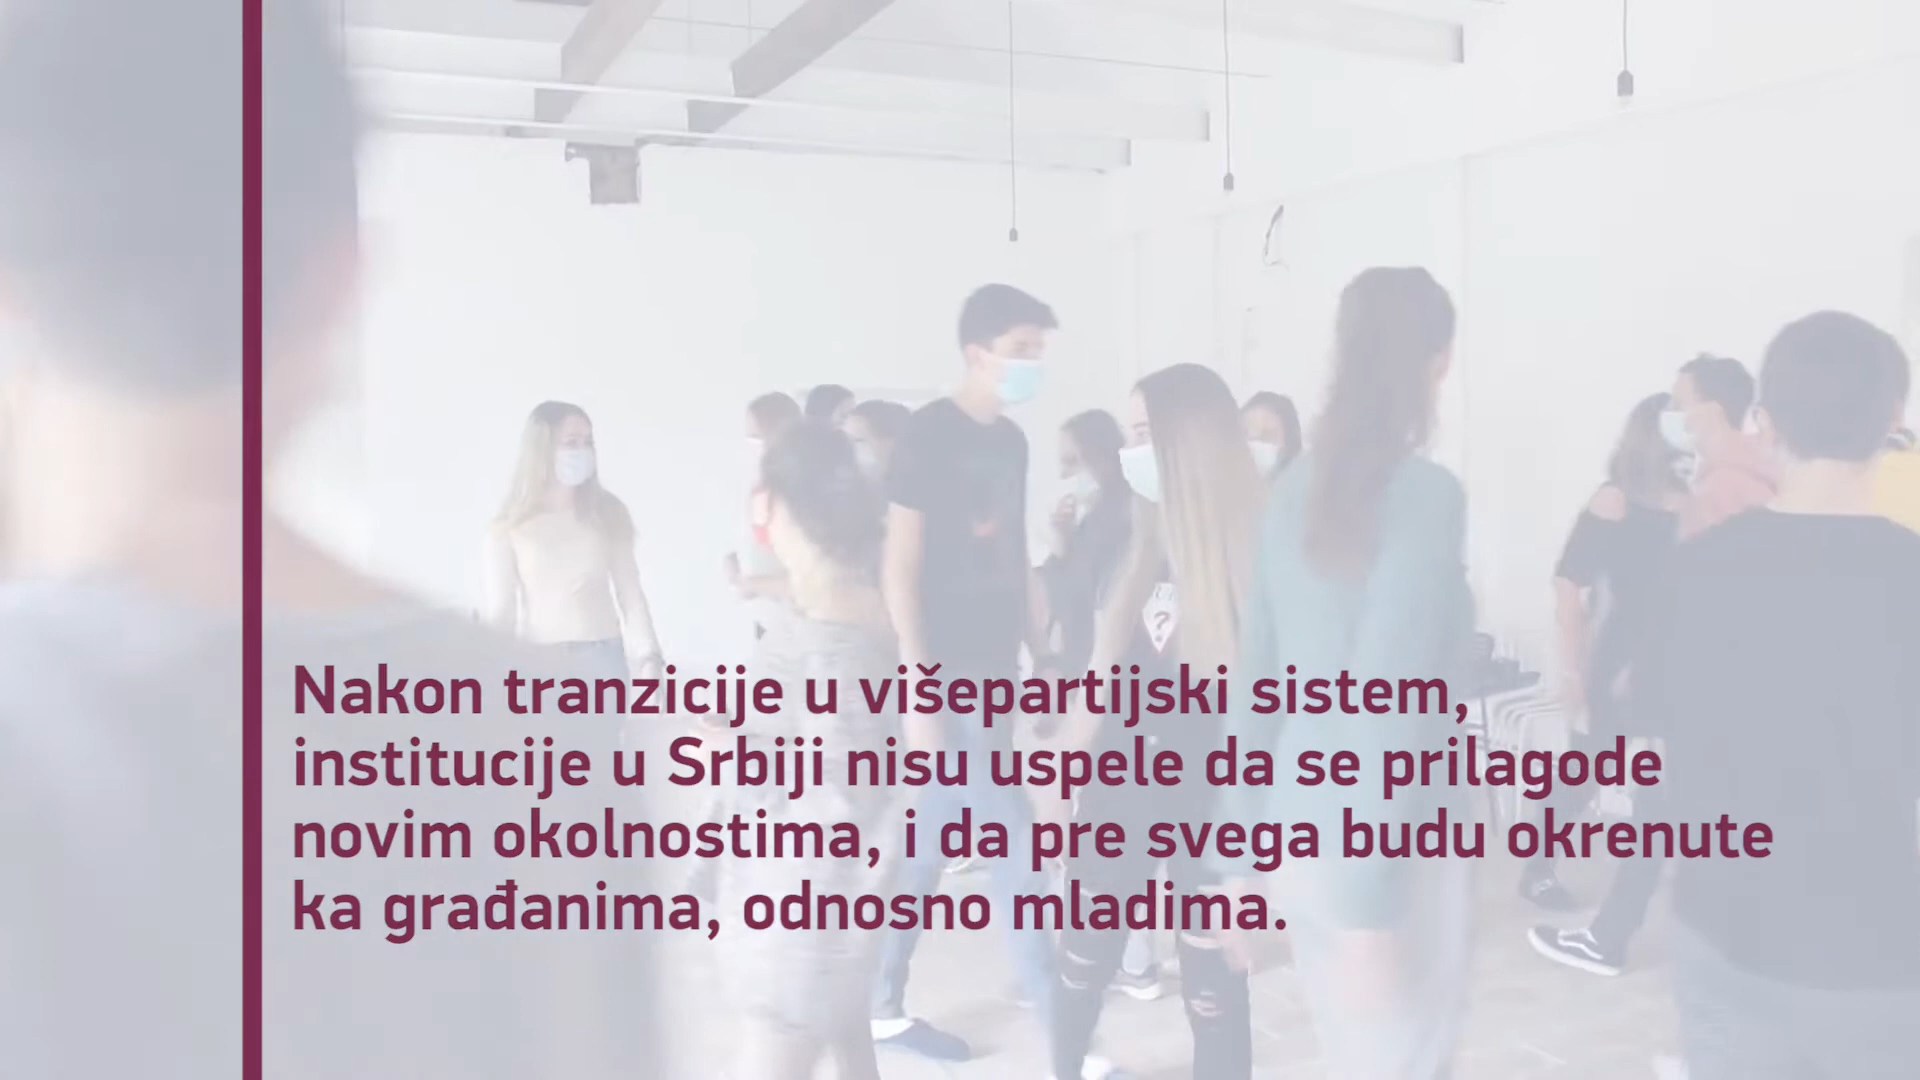 Nakon tranzicije u višepartijski sistem,
institucije u Srbiji nisu uspele da se prilagode
novim okolnostima, i da pre svega budu okrenute
ka građanima, odnosno mladima.